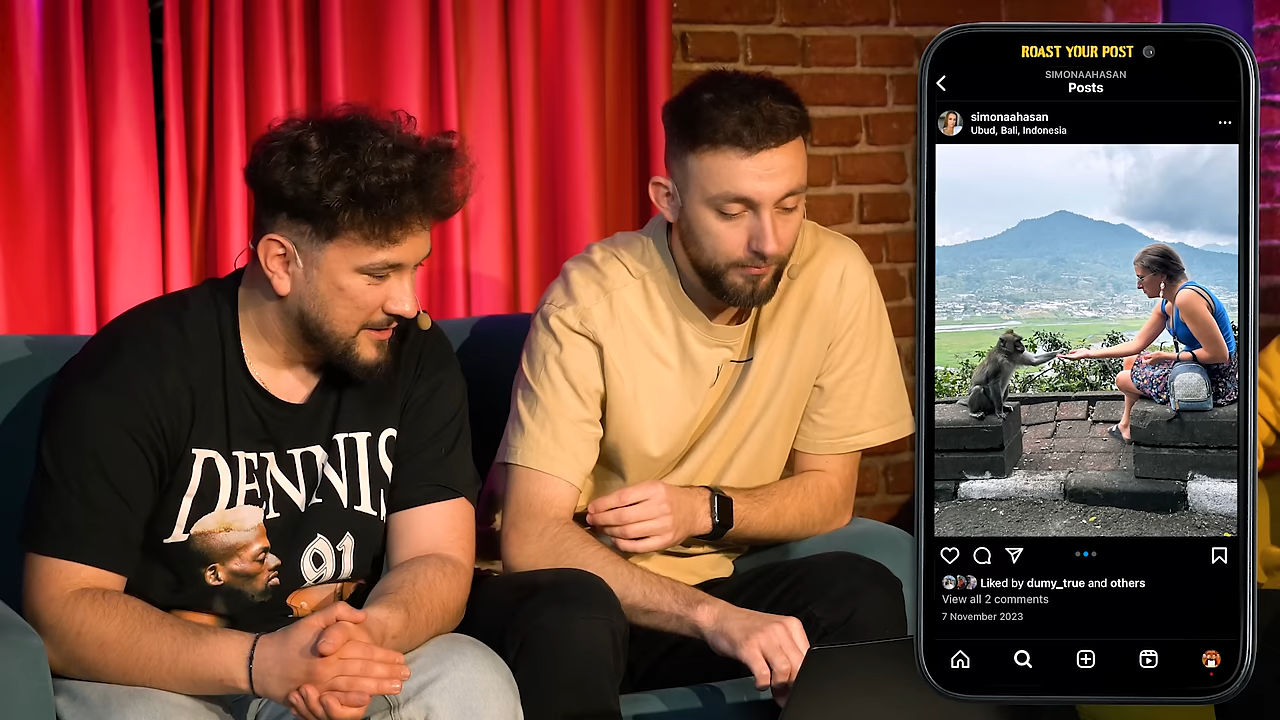 DENNIS
91
ROAST YOUR POST
SIMONAAHASAN
Posts
simonaahasan
Ubud, Bali, Indonesia
Liked by dumy_true and others
View all 2 comments
7 November 2023